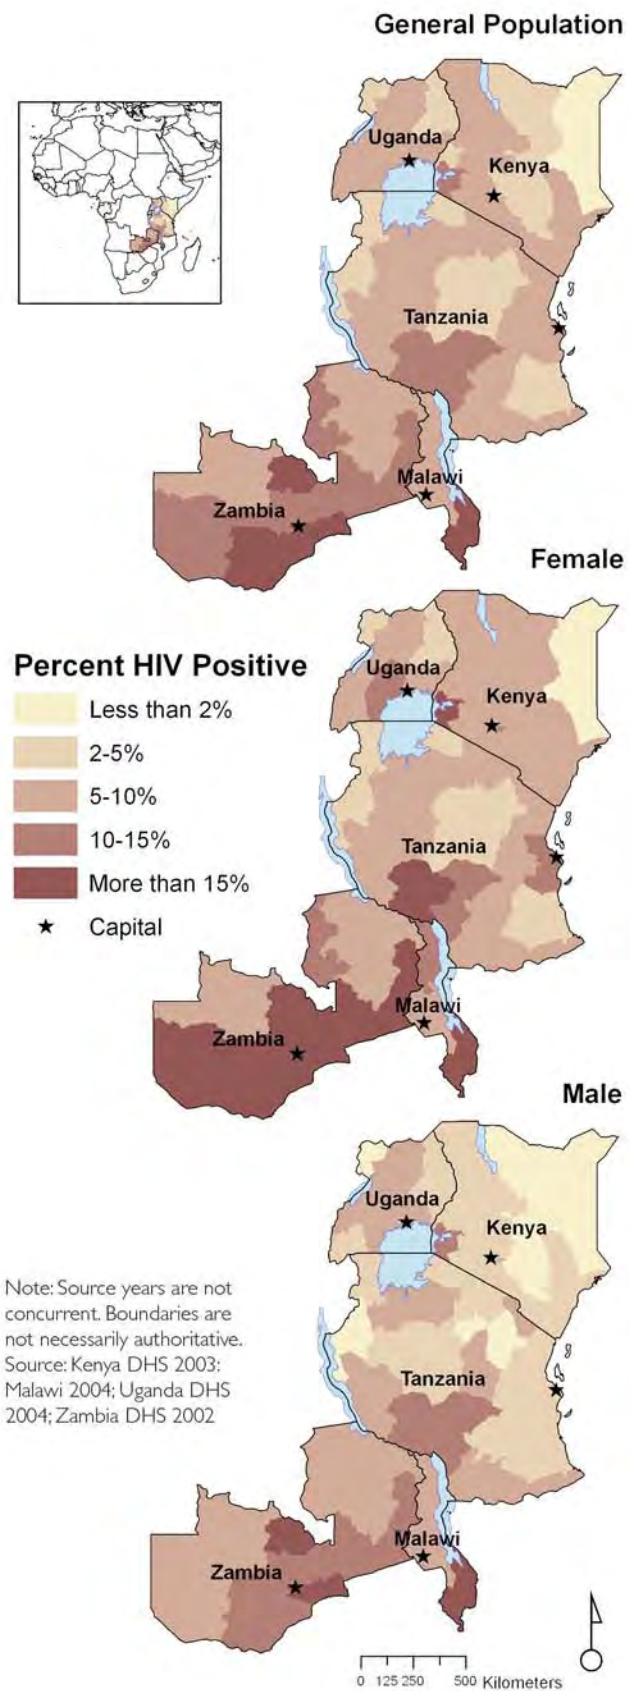 General Population
Uganda
Kenya
Tanzania
Malawi
Zambia
Female
Percent HIV Positive
Less than 2%
2-5%
5-10%
10-15%
More than 15%
Capital
Uganda
Kenya
Tanzania
Malawi
Zambia
Male
Uganda
Kenya
Tanzania
Malawi
Zambia
Note: Source years are not
concurrent. Boundaries are
not necessarily authoritative.
Source: Kenya DHS 2003:
Malawi 2004; Uganda DHS
2004; Zambia DHS 2002
0 125 250 500 Kilometers